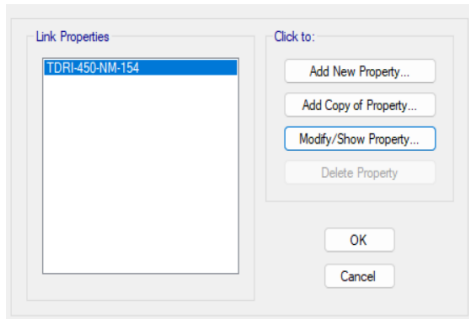 Link Properties
TDRI-450-NM-154
Click to:
Add New Property...
Add Copy of Property...
Modify/Show Property...
Delete Property
OK
Cancel